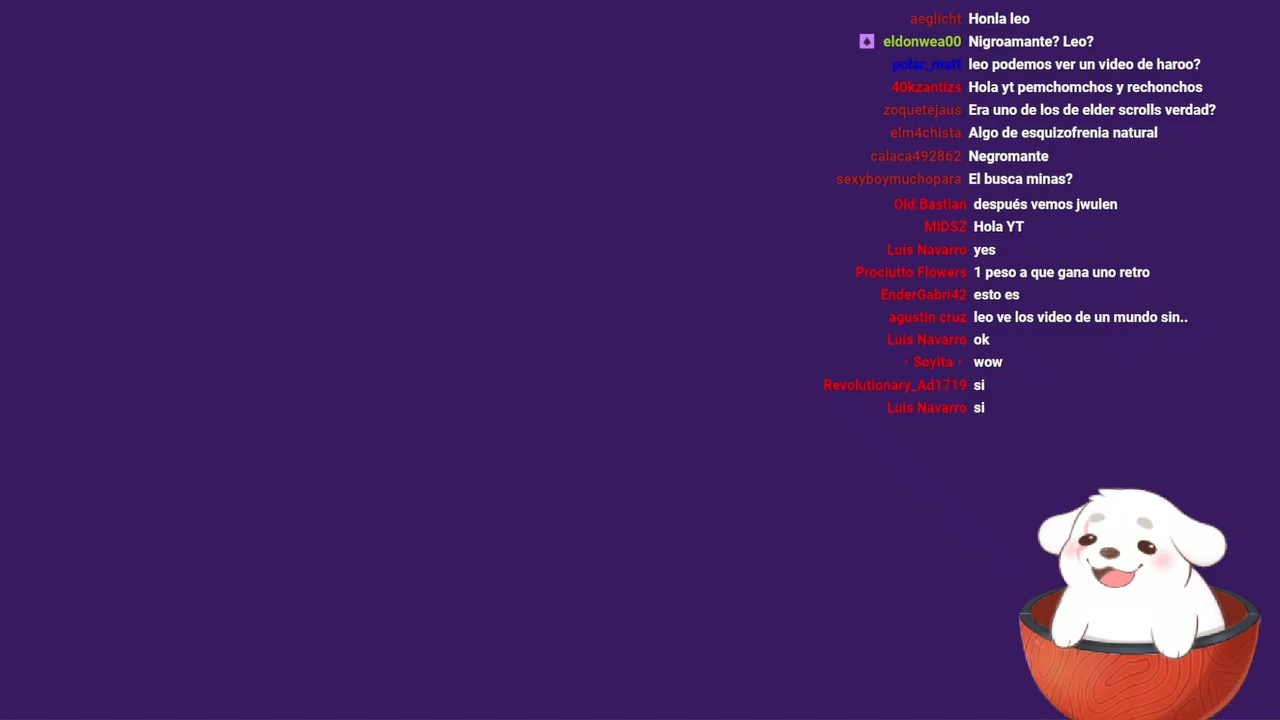 aeglicht Honla leo
eldonwea00 Nigroamante? Leo?
polar_matt leo podemos ver un video de haroo?
40kzantizs Hola yt pemchomchos y rechonchos
zoquetejaus Era uno de los de elder scrolls verdad?
elm4chista Algo de esquizofrenia natural
calaca492862 Negromante
sexyboymuchopara El busca minas?
Old.Bastian después vemos jwulen
MIDSZ Hola YT
Luis Navarro yes
Prociutto Flowers 1 peso a que gana uno retro
EnderGabri42 esto es
agustin cruz leo ve los video de un mundo sin..
Luis Navarro ok
• Soyita • wow
Revolutionary_Ad1719 si
Luis Navarro si